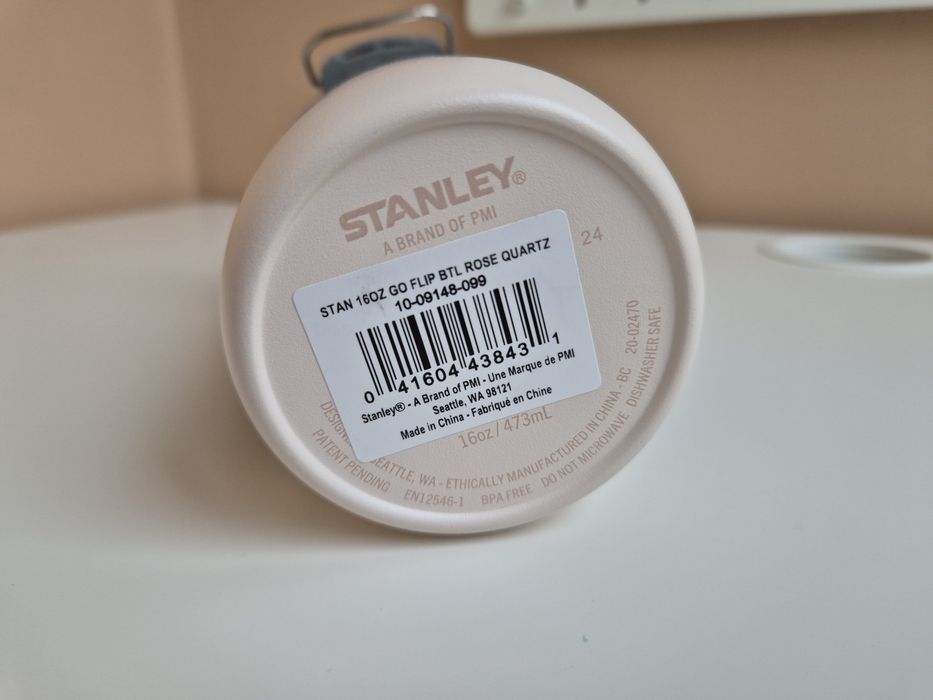 STANLEY®
A BRAND OF PMI
24
STAN 16OZ GO FLIP BTL ROSE QUARTZ
10-09148-099
0 41604 43843 1
Stanley® - A Brand of PMI - Une Marque de PMI
Seattle, WA 98121
Made in China - Fabriqué en Chine
16oz / 473mL
SEATTLE, WA - ETHICALLY MANUFACTURED IN CHINA - BC 20-02470
PATENT PENDING EN12546-1 BPA FREE DO NOT MICROWAVE DISHWASHER SAFE